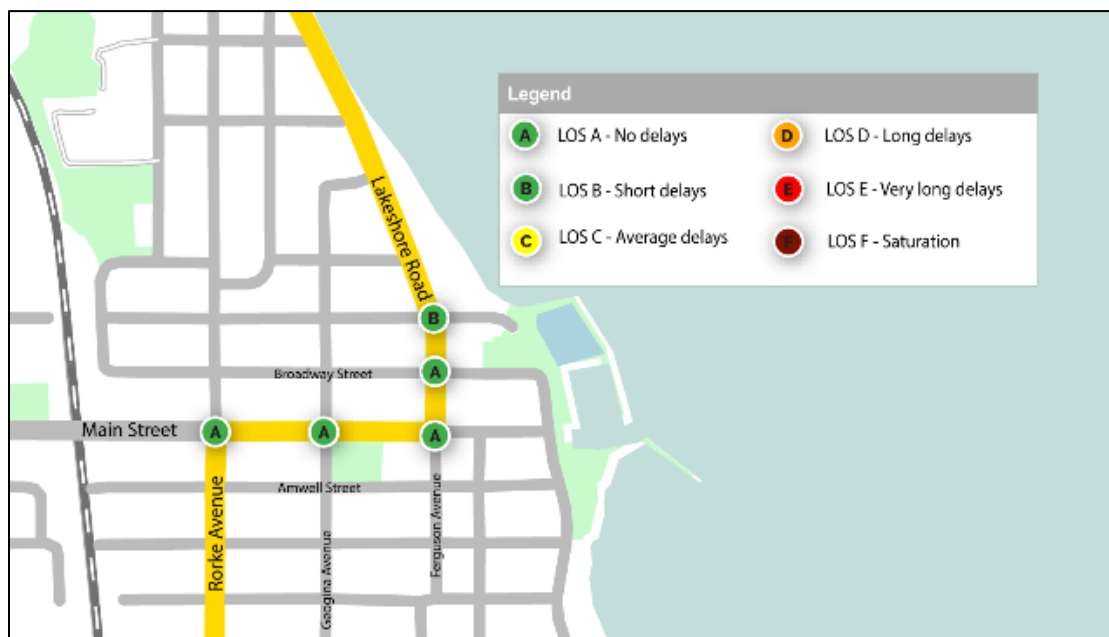 Legend
A LOS A - No delays
D LOS D - Long delays
B LOS B - Short delays
E LOS E - Very long delays
C LOS C - Average delays
F LOS F - Saturation
Lakeshore Road
B
Broadway Street
A
Main Street
A
A
A
Amwell Street
Rorke Avenue
Geogina Avenue
Ferguson Avenue